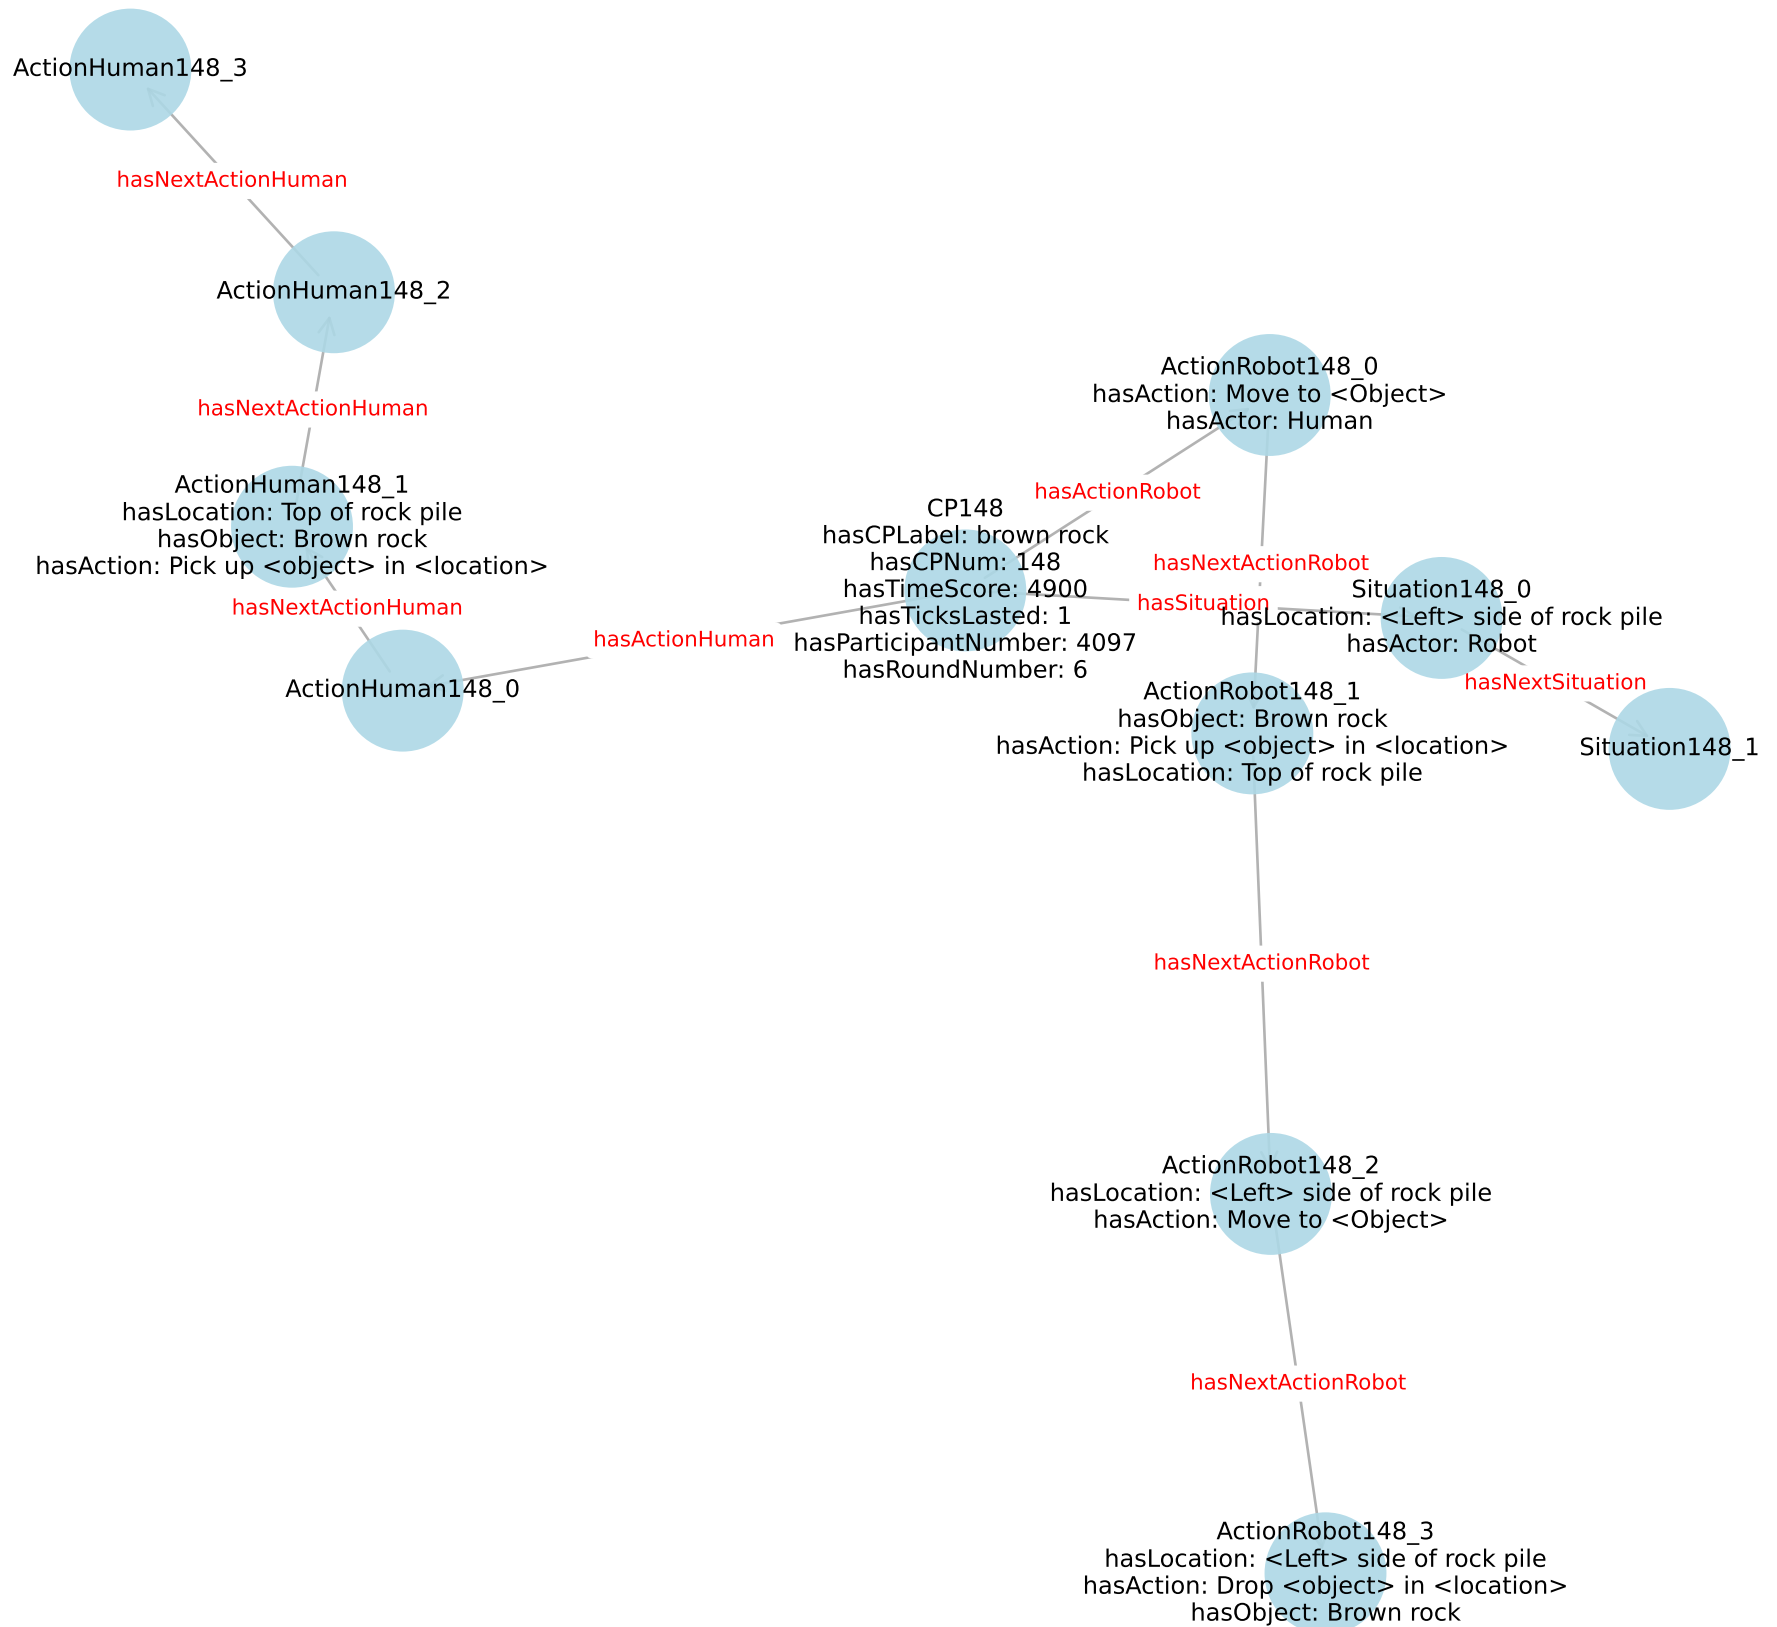 ActionHuman148_3
hasNextActionHuman
ActionHuman148_2
hasNextActionHuman
ActionHuman148_1
hasLocation: Top of rock pile
hasObject: Brown rock
hasAction: Pick up <object> in <location>
hasNextActionHuman
ActionHuman148_0
hasActionHuman
CP148
hasCPLabel: brown rock
hasCPNum: 148
hasTimeScore: 4900
hasTicksLasted: 1
hasParticipantNumber: 4097
hasRoundNumber: 6
hasActionRobot
ActionRobot148_0
hasAction: Move to <Object>
hasActor: Human
hasNextActionRobot
hasSituation
Situation148_0
hasLocation: <Left> side of rock pile
hasActor: Robot
hasNextSituation
Situation148_1
ActionRobot148_1
hasObject: Brown rock
hasAction: Pick up <object> in <location>
hasLocation: Top of rock pile
hasNextActionRobot
ActionRobot148_2
hasLocation: <Left> side of rock pile
hasAction: Move to <Object>
hasNextActionRobot
ActionRobot148_3
hasLocation: <Left> side of rock pile
hasAction: Drop <object> in <location>
hasObject: Brown rock